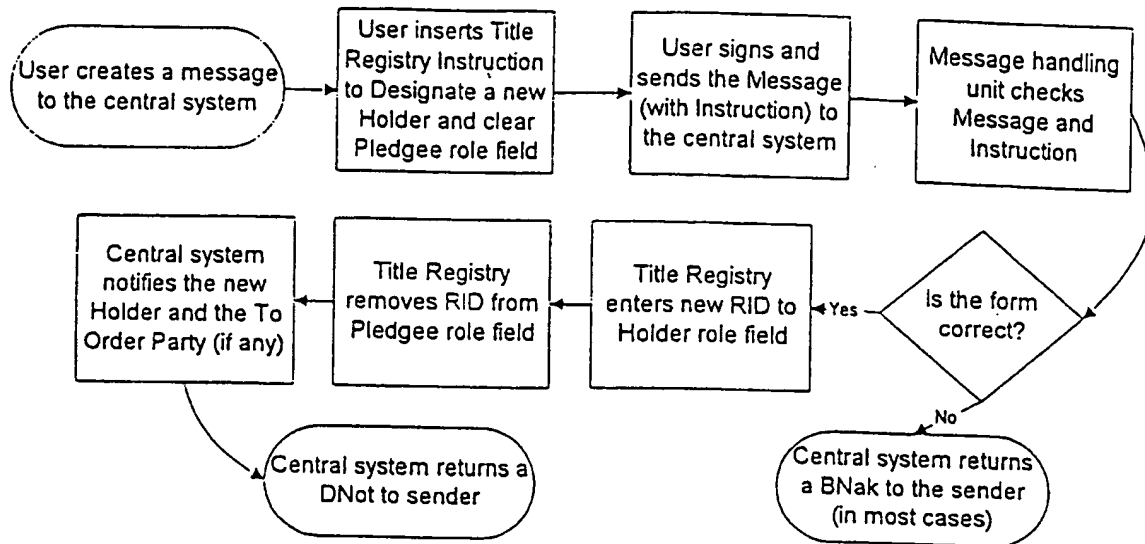 User creates a message
to the central system
User inserts Title
Registry Instruction
to Designate a new
Holder and clear
Pledgee role field
User signs and
sends the Message
(with Instruction) to
the central system
Message handling
unit checks
Message and
Instruction
Is the form
correct?
Yes
No
Title Registry
enters new RID to
Holder role field
Title Registry
removes RID from
Pledgee role field
Central system
notifies the new
Holder and the To
Order Party (if any)
Central system returns a
DNot to sender
Central system returns
a BNak to the sender
(in most cases)